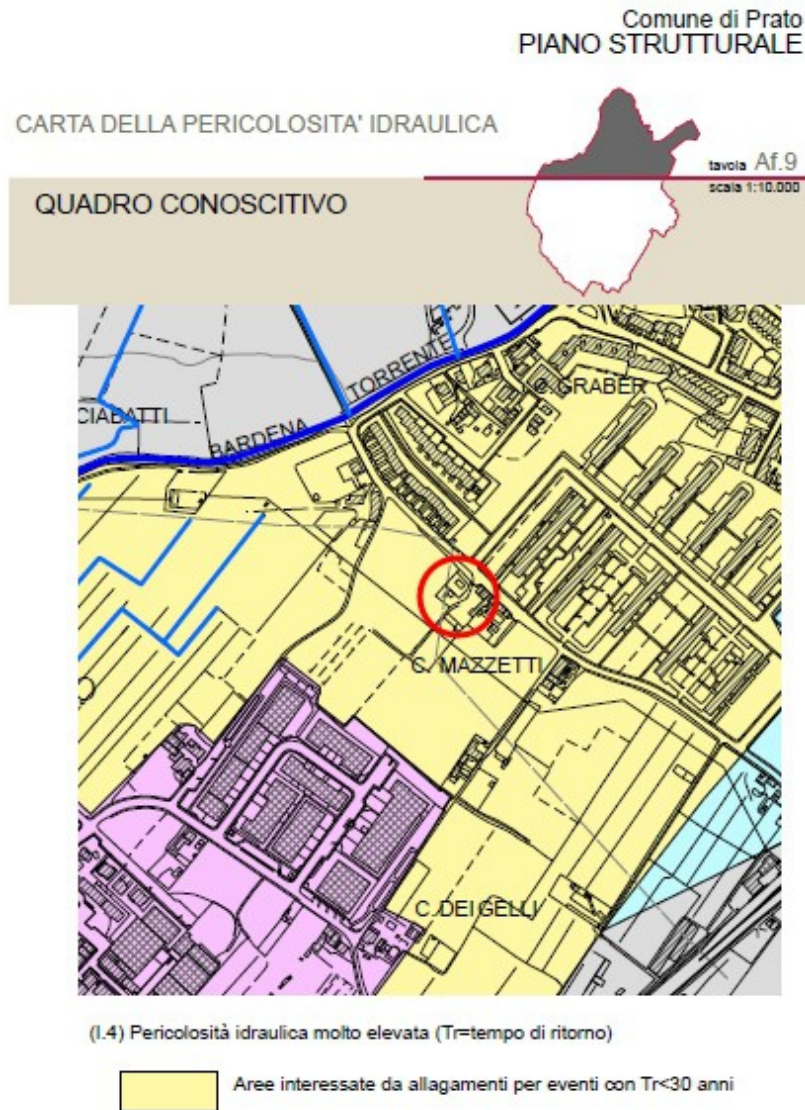 Comune di Prato
PIANO STRUTTURALE
CARTA DELLA PERICOLOSITA' IDRAULICA
tavola Af.9
scala 1:10.000
QUADRO CONOSCITIVO
TORRENTE
CIABATTI
GRABER
BARDENA
C. MAZZETTI
C. DEI GELLI
(I.4) Pericolosità idraulica molto elevata (Tr=tempo di ritorno)
Aree interessate da allagamenti per eventi con Tr<30 anni